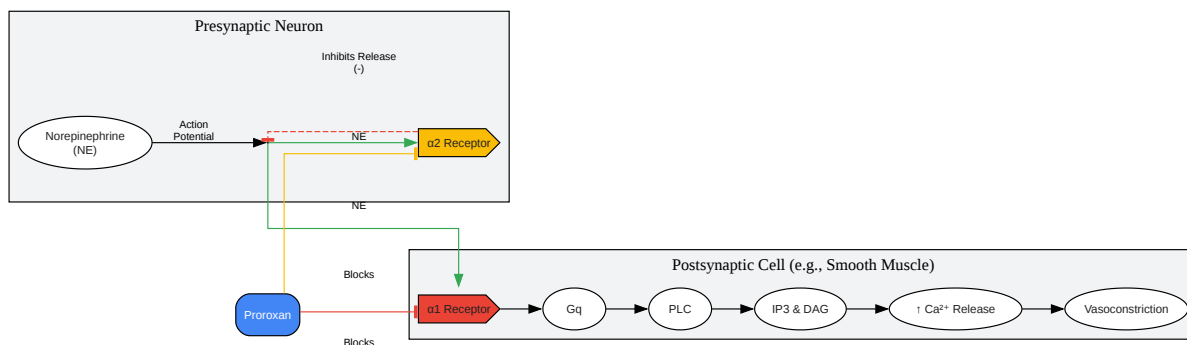 Presynaptic Neuron
Inhibits Release
(-)
Norepinephrine
(NE)
Action
Potential
NE
α2 Receptor
NE
Postsynaptic Cell (e.g., Smooth Muscle)
Blocks
Proroxan
α1 Receptor
Gq
PLC
IP3 & DAG
↑ Ca²⁺ Release
Vasoconstriction
Blocks